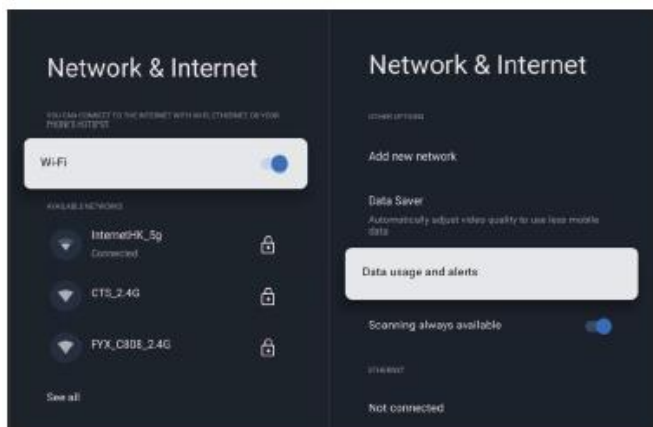 Network & Internet
YOU CAN CONNECT TO THE INTERNET WITH WI-FI, ETHERNET, OR YOUR
PHONE'S HOTSPOT
Wi-Fi
AVAILABLE NETWORKS
InternetHK_5g
Connected
CTS_2.4G
FYX_C808_2.4G
See all
Network & Internet
OTHER OPTIONS
Add new network
Data Saver
Automatically adjust video quality to use less mobile
data
Data usage and alerts
Scanning always available
ETHERNET
Not connected